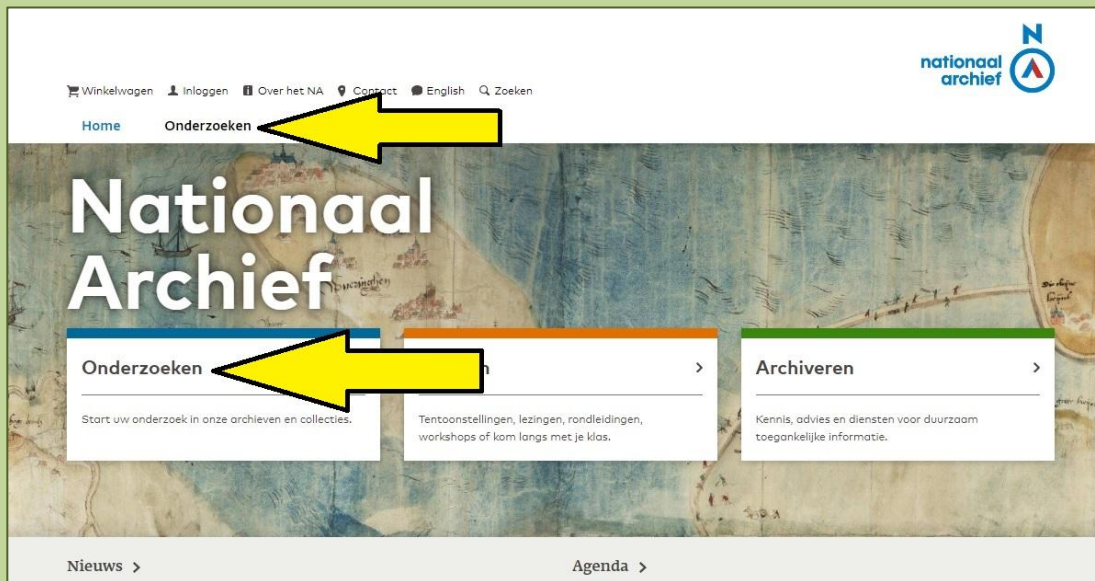 nationaal
archief
Winkelwagen Inloggen Over het NA Contact English Zoeken
Home Onderzoeken
Nationaal
Archief
Onderzoeken
Start uw onderzoek in onze archieven en collecties.
Tentoonstellingen, lezingen, rondleidingen,
workshops of kom langs met je klas.
Archiveren
Kennis, advies en diensten voor duurzaam
toegankelijke informatie.
Nieuws
Agenda